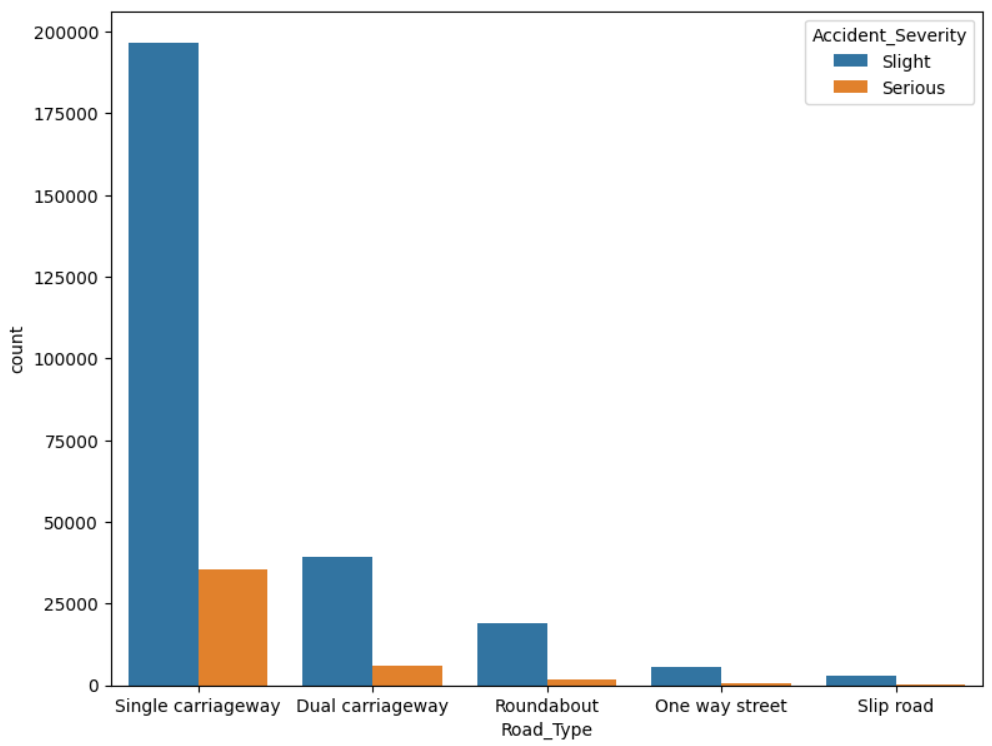 Accident_Severity
Slight
Serious
count
200000
175000
150000
125000
100000
75000
50000
25000
0
Single carriageway Dual carriageway Roundabout One way street Slip road
Road_Type